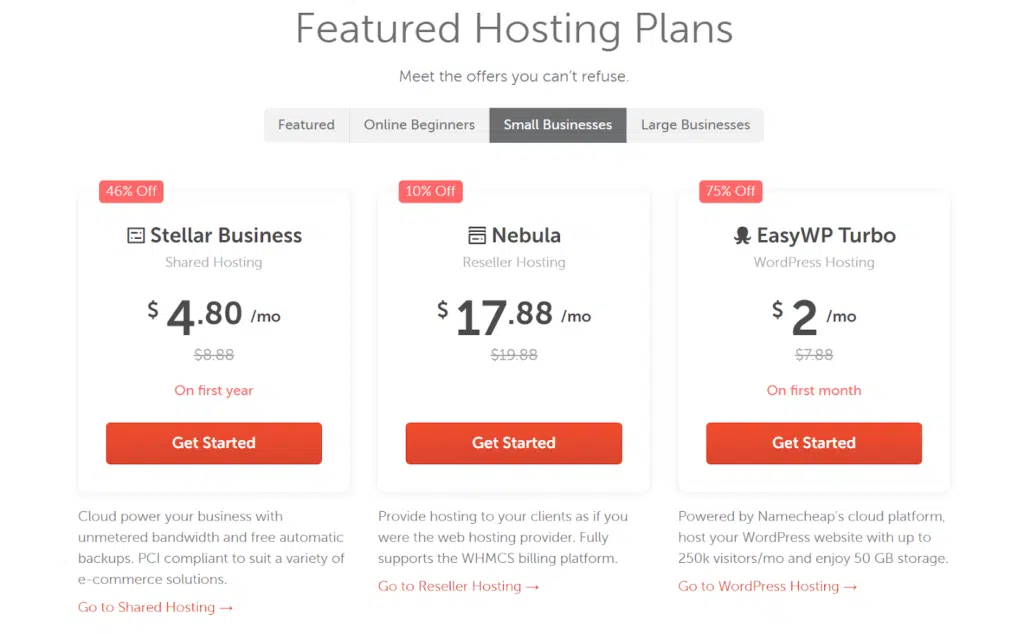 Featured Hosting Plans
Meet the offers you can't refuse.
Featured Online Beginners Small Businesses Large Businesses
46% Off
Stellar Business
Shared Hosting
$ 4.80 /mo
$8.88
On first year
Get Started
Cloud power your business with
unmetered bandwidth and free automatic
backups. PCI compliant to suit a variety of
e-commerce solutions.
Go to Shared Hosting →
10% Off
Nebula
Reseller Hosting
$ 17.88 /mo
$19.88
Get Started
Provide hosting to your clients as if you
were the web hosting provider. Fully
supports the WHMCS billing platform.
Go to Reseller Hosting →
75% Off
EasyWP Turbo
WordPress Hosting
$ 2 /mo
$7.88
On first month
Get Started
Powered by Namecheap's cloud platform,
host your WordPress website with up to
250k visitors/mo and enjoy 50 GB storage.
Go to WordPress Hosting →